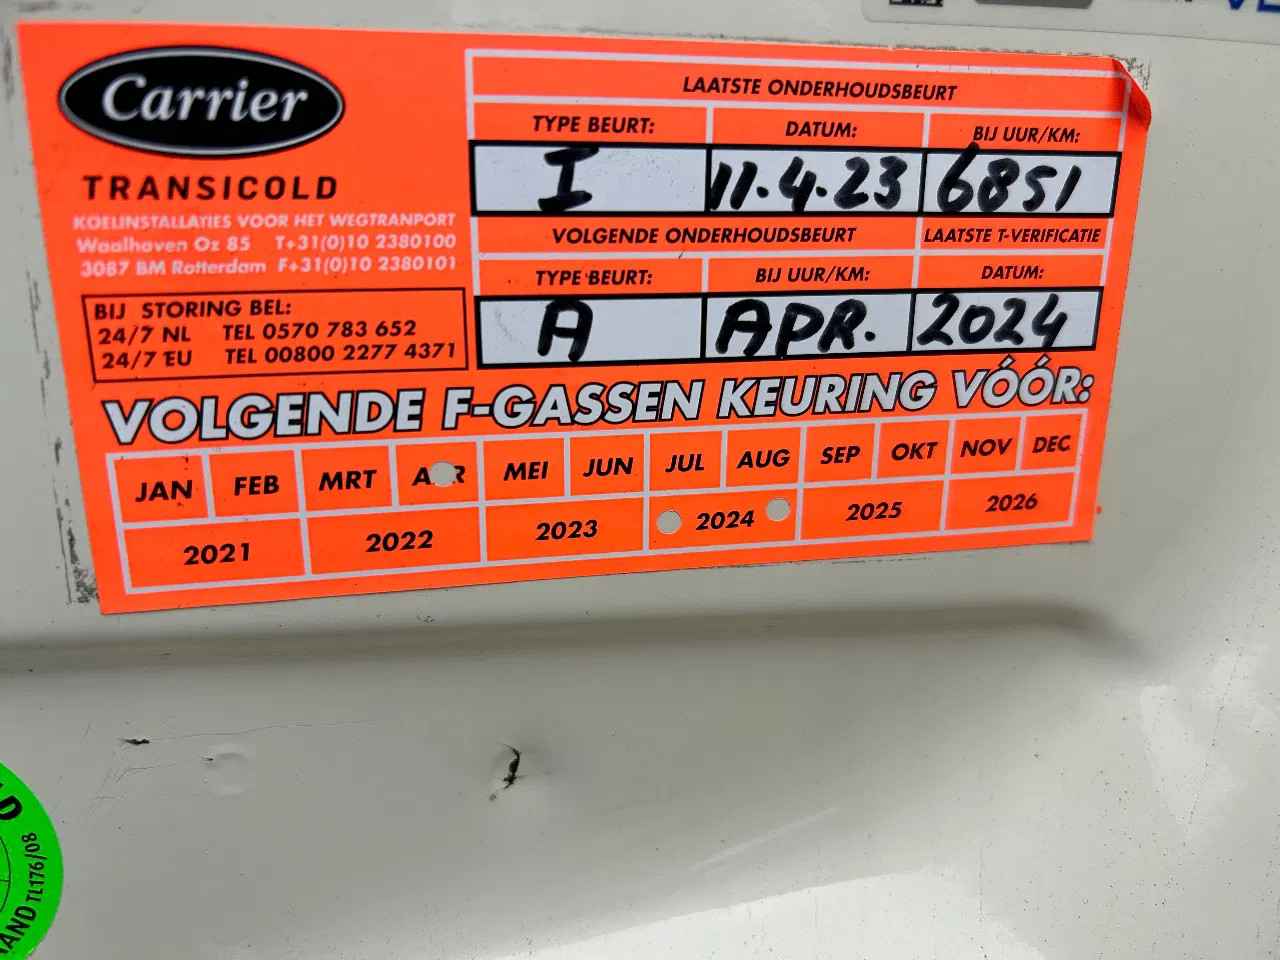 Carrier
TRANSICOLD
KOELINSTALLATIES VOOR HET WEGTRANPORT
Waalhaven Oz 85 T+31(0)10 2380100
3087 BM Rotterdam F+31(0)10 2380101
BIJ STORING BEL:
24/7 NL TEL 0570 783 652
24/7 EU TEL 00800 2277 4371
LAATSTE ONDERHOUDSBEURT
TYPE BEURT: DATUM: BIJ UUR/KM:
I 11.4.23 6851
VOLGENDE ONDERHOUDSBEURT LAATSTE T-VERIFICATIE
TYPE BEURT: BIJ UUR/KM: DATUM:
A APR. 2024
VOLGENDE F-GASSEN KEURING VÓÓR:
JAN FEB MRT APR MEI JUN JUL AUG SEP OKT NOV DEC
2021 2022 2023 2024 2025 2026
TL176/08